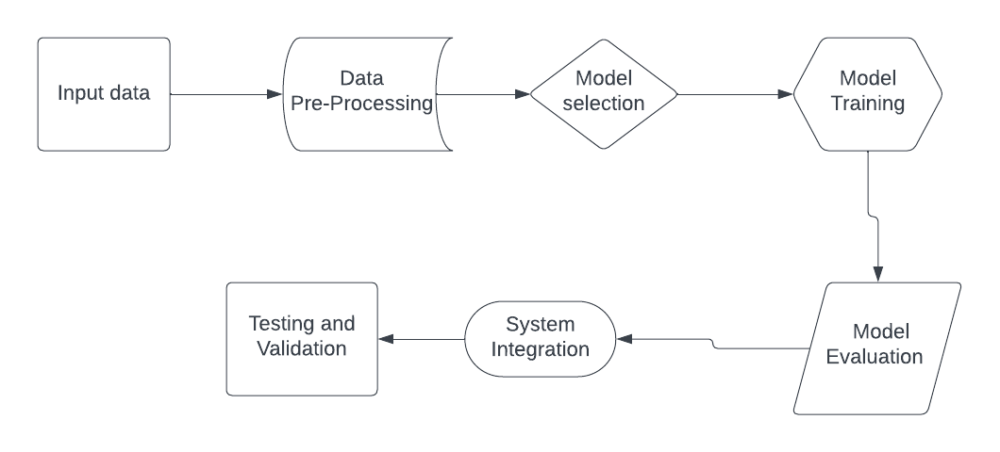 Input data
Data
Pre-Processing
Model
selection
Model
Training
Model
Evaluation
System
Integration
Testing and
Validation